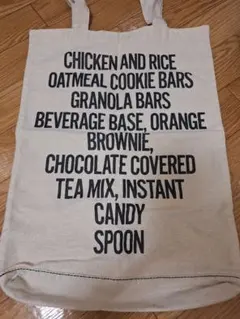 CHICKEN AND RICE
OATMEAL COOKIE BARS
GRANOLA BARS
BEVERAGE BASE, ORANGE
BROWNIE,
CHOCOLATE COVERED
TEA MIX, INSTANT
CANDY
SPOON